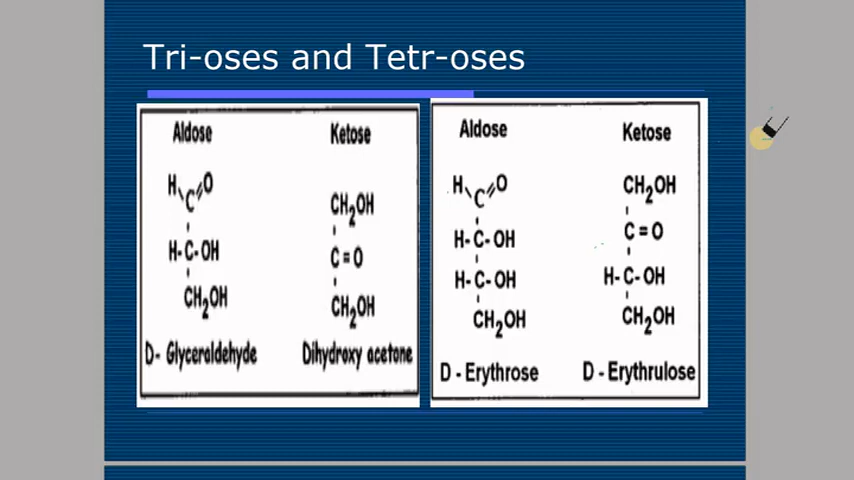 Tri-oses and Tetr-oses
Aldose
Ketose
H O
C
H- C- OH
CH2OH
D- Glyceraldehyde
CH2OH
C = O
CH2OH
Dihydroxy acetone
Aldose
Ketose
H O
C
H- C- OH
H- C- OH
CH2OH
D - Erythrose
CH2OH
C = O
H- C- OH
CH2OH
D - Erythrulose